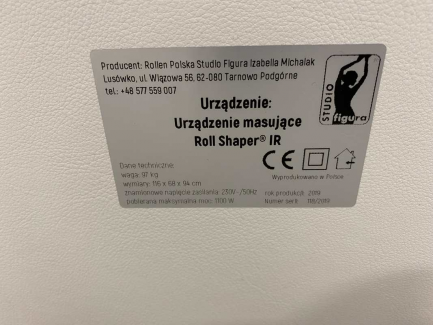 Producent: Rollen Polska Studio Figura Izabella Michalak
Lusówko, ul. Wiązowa 56, 62-080 Tarnowo Podgórne
tel.: +48 577 559 007
STUDIO
figura
Urządzenie:
Urządzenie masujące
Roll Shaper® IR
CE
Wyprodukowano w Polsce
Dane techniczne:
waga: 97 kg
wymiary: 116 x 68 x 94 cm
znamionowe napięcie zasilania: 230V~/50Hz
pobierana maksymalna moc: 1100 W
rok produkcji: 2019
Numer serii: 118/2019